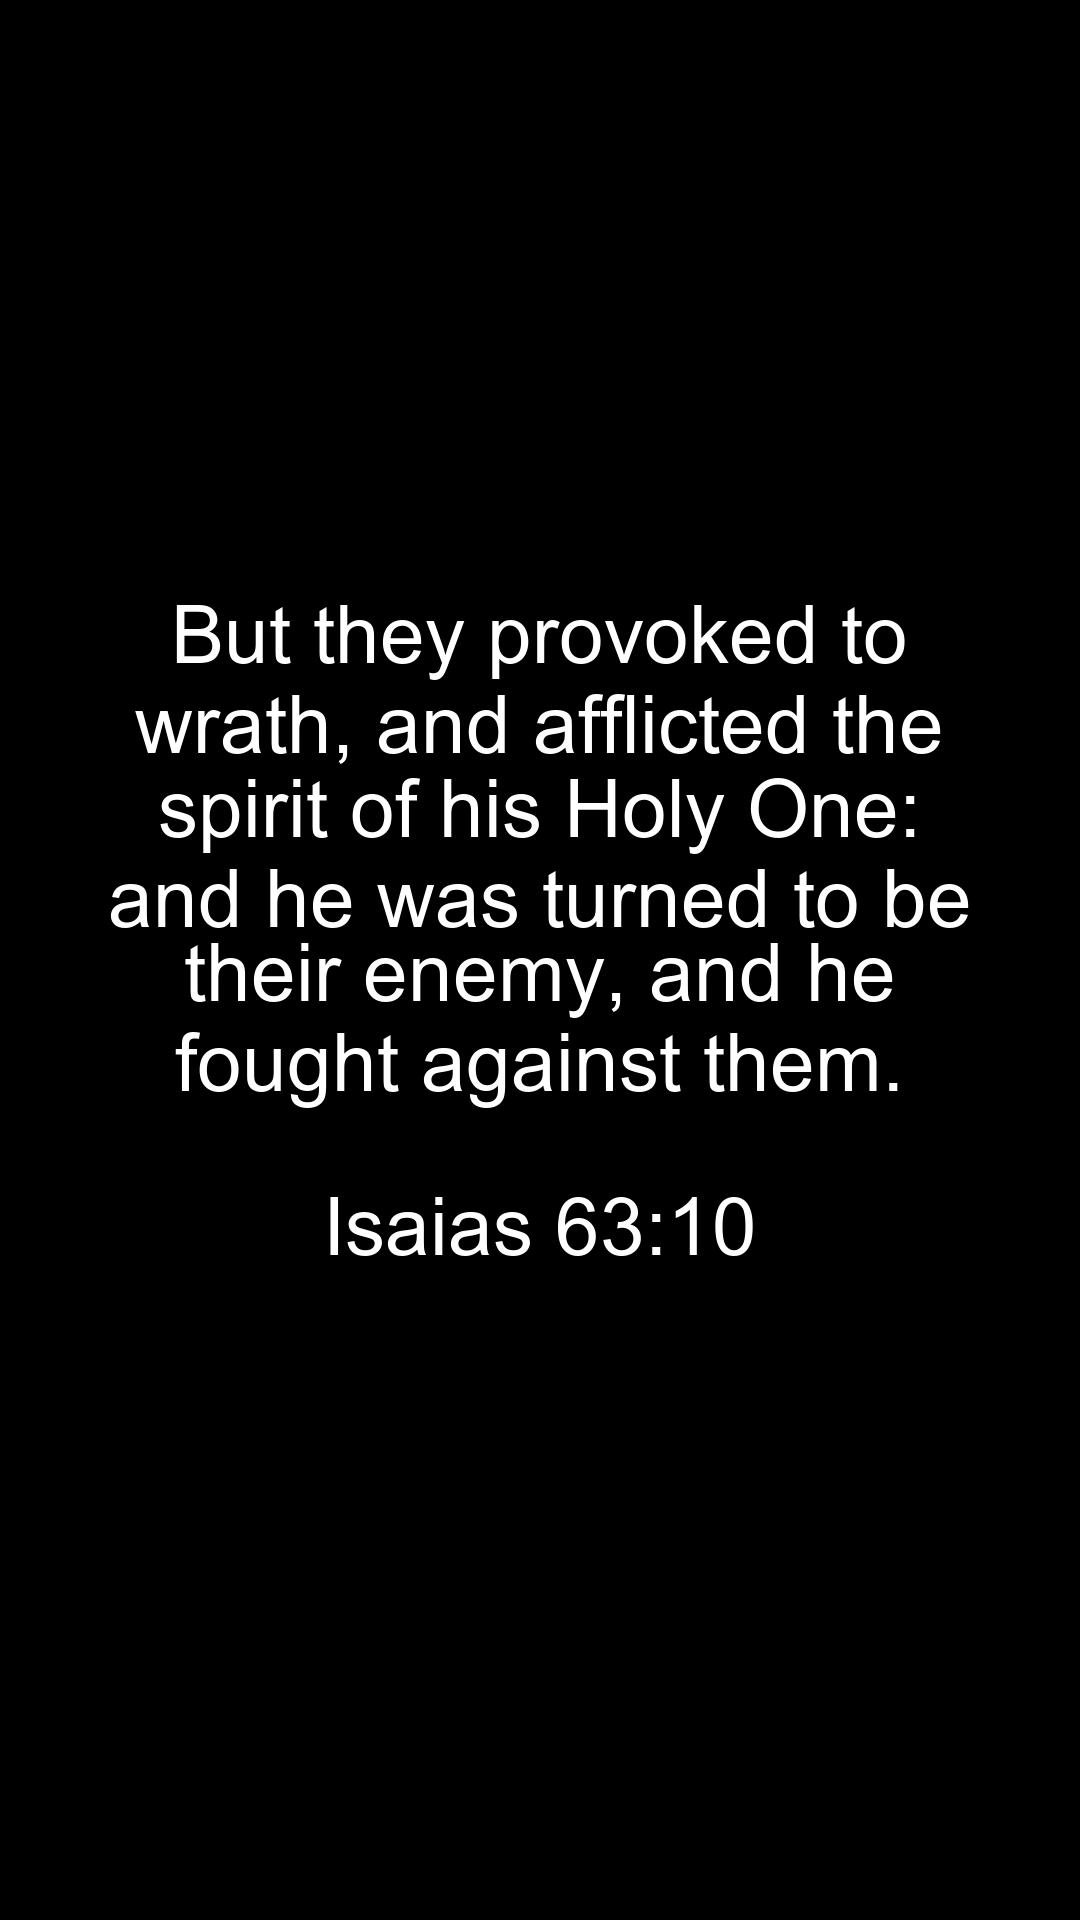 But they provoked to
wrath, and afflicted the
spirit of his Holy One:
and he was turned to be
their enemy, and he
fought against them.
Isaias 63:10